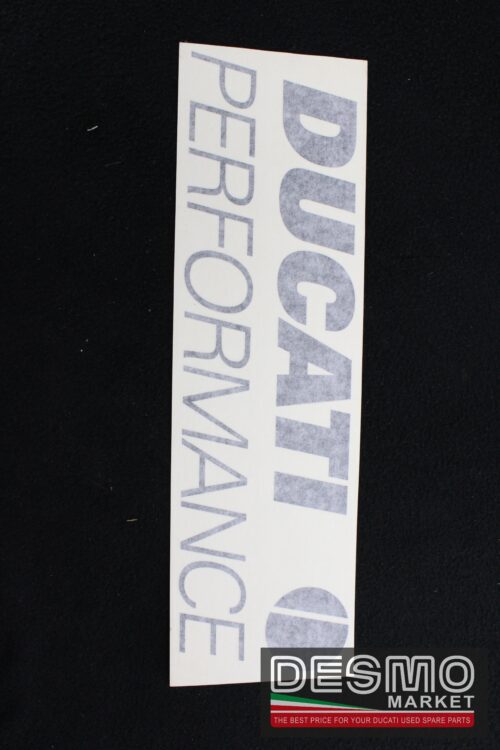 DUCATI
PERFORMANCE
DESMO
MARKET
THE BEST PRICE FOR YOUR DUCATI USED SPARE PARTS